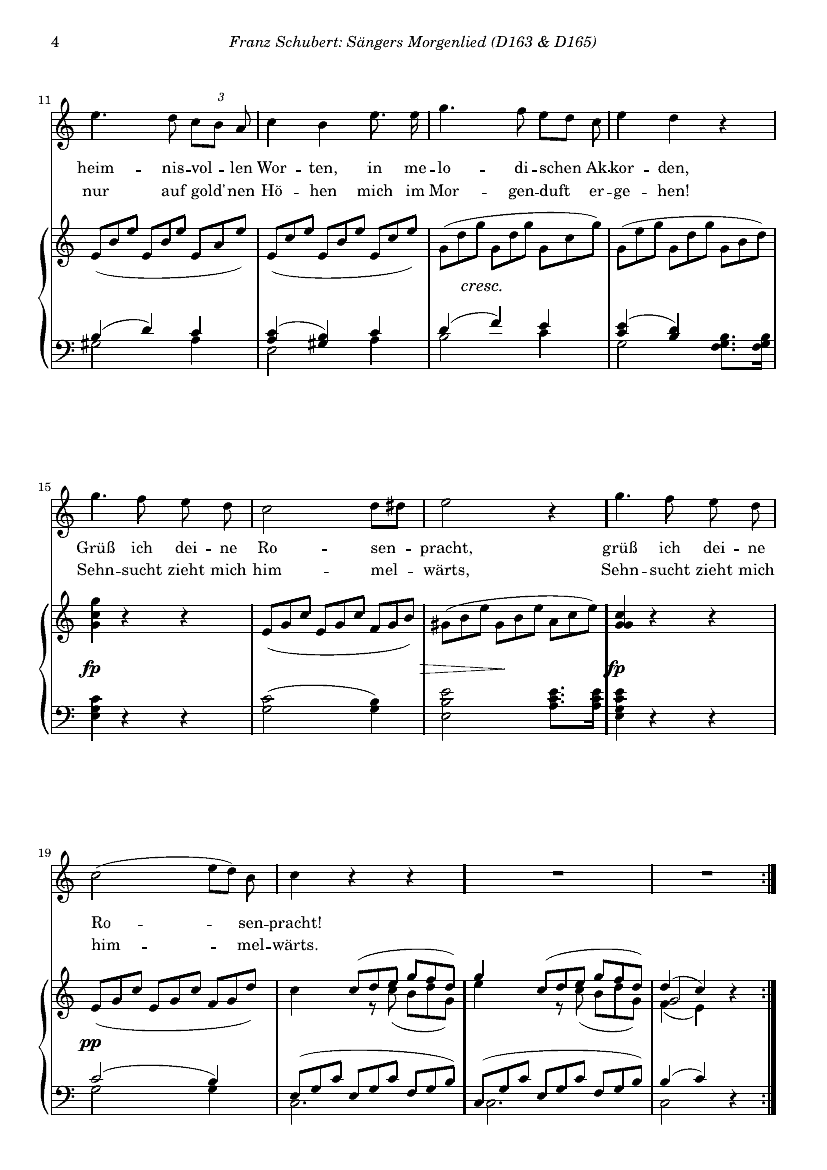 4 Franz Schubert: Sängers Morgenlied (D163 & D165)
11
3
heim - nis - vol - len Wor - ten, in me - lo - di - schen Ak - kor - den,
nur auf gold'nen Hö - hen mich im Mor - gen - duft er - ge - hen!
cresc.
15
Grüß ich dei - ne Ro - sen - pracht, grüß ich dei - ne
Sehn - sucht zieht mich him - mel - wärts, Sehn - sucht zieht mich
fp fp
19
Ro - - sen - pracht!
him - - mel - wärts.
pp